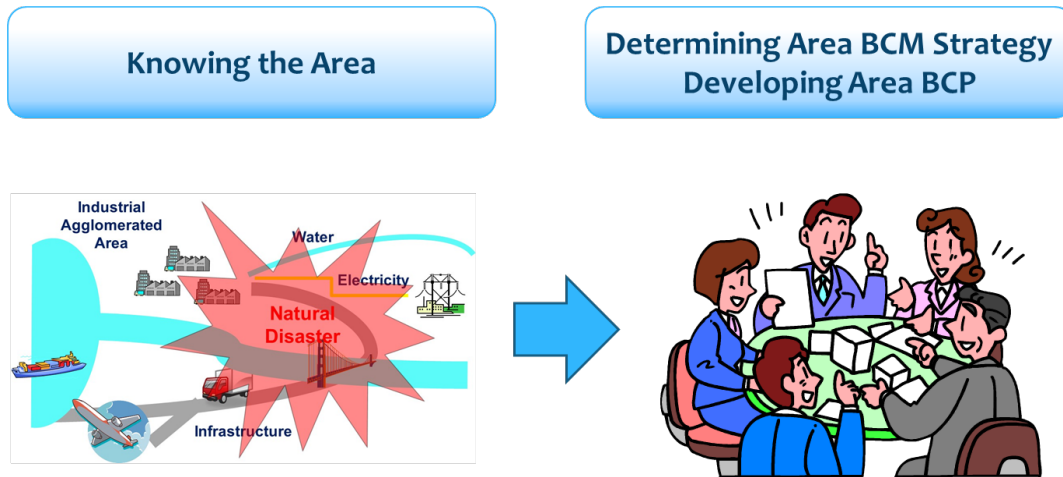 Knowing the Area
Determining Area BCM Strategy
Developing Area BCP
Industrial
Agglomerated
Area
Water
Electricity
Natural
Disaster
Infrastructure